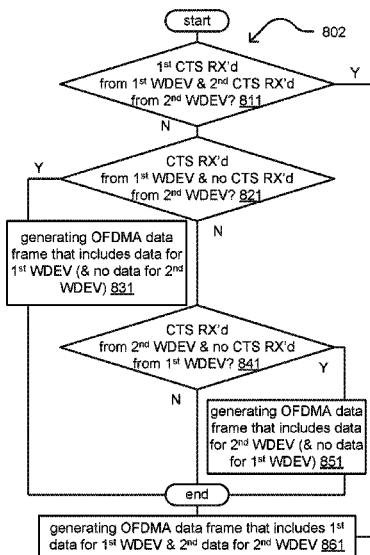 start
802
1st CTS RX'd
from 1st WDEV & 2nd CTS RX'd
from 2nd WDEV? 811
Y
N
CTS RX'd
from 1st WDEV & no CTS RX'd
from 2nd WDEV? 821
Y
N
generating OFDMA data
frame that includes data for
1st WDEV (& no data for 2nd
WDEV) 831
CTS RX'd
from 2nd WDEV & no CTS RX'd
from 1st WDEV? 841
Y
N
generating OFDMA data
frame that includes data
for 2nd WDEV (& no data
for 1st WDEV) 851
end
generating OFDMA data frame that includes 1st
data for 1st WDEV & 2nd data for 2nd WDEV 861